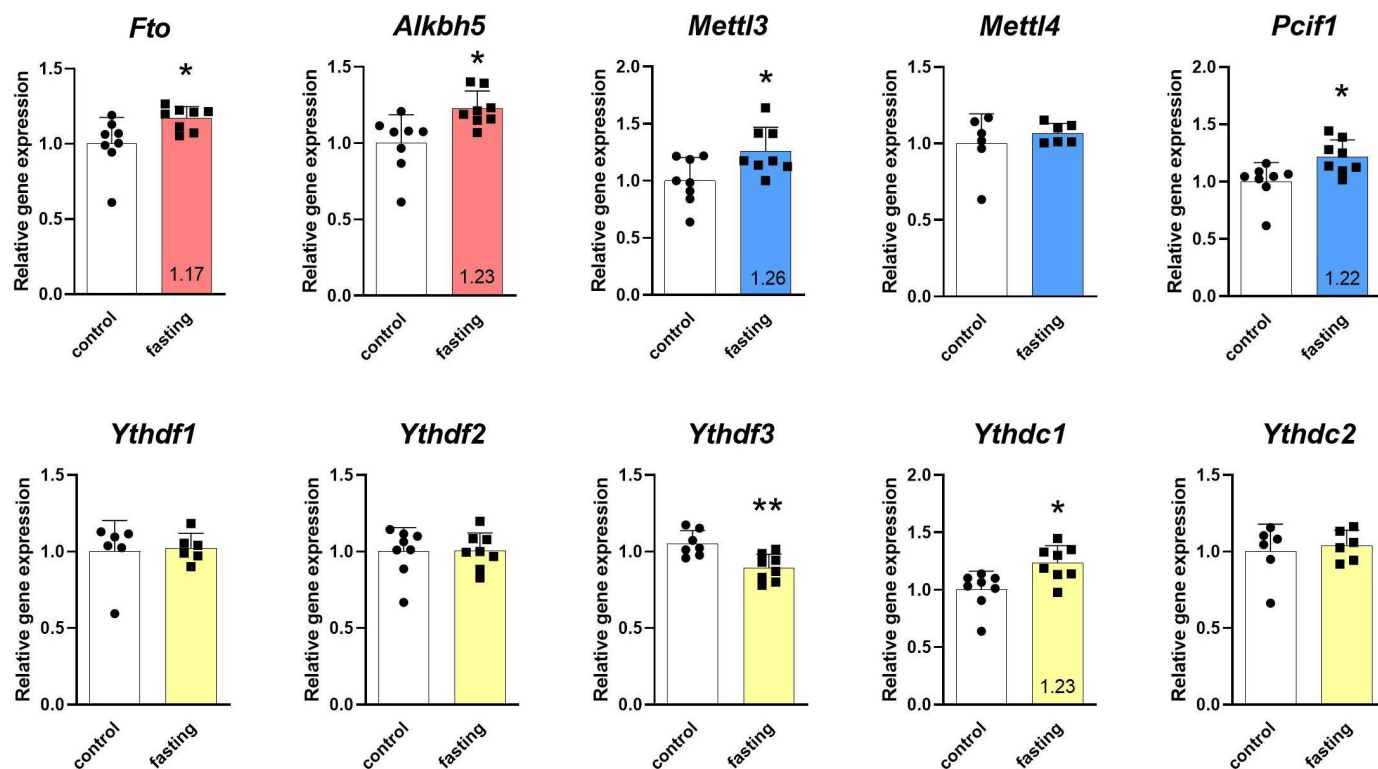 Fto
Alkbh5
Mettl3
Mettl4
Pcif1
Relative gene expression
1.5
1.0
0.5
0.0
*
1.17
control
fasting
Relative gene expression
1.5
1.0
0.5
0.0
*
1.23
control
fasting
Relative gene expression
2.0
1.5
1.0
0.5
0.0
*
1.26
control
fasting
Relative gene expression
1.5
1.0
0.5
0.0
control
fasting
Relative gene expression
2.0
1.5
1.0
0.5
0.0
*
1.22
control
fasting
Ythdf1
Ythdf2
Ythdf3
Ythdc1
Ythdc2
Relative gene expression
1.5
1.0
0.5
0.0
control
fasting
Relative gene expression
1.5
1.0
0.5
0.0
control
fasting
Relative gene expression
1.5
1.0
0.5
0.0
**
control
fasting
Relative gene expression
2.0
1.5
1.0
0.5
0.0
*
1.23
control
fasting
Relative gene expression
1.5
1.0
0.5
0.0
control
fasting